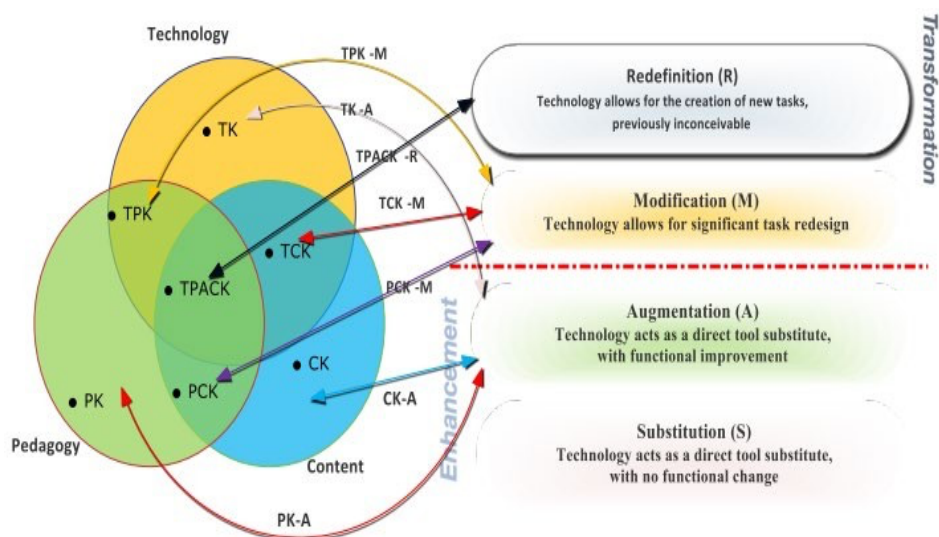 Technology
TK
TPK
TCK
TPACK
CK
PCK
PK
Pedagogy
Content
TPK -M
TK -A
TPACK -R
TCK - M
PCK -M
CK-A
PK-A
Transformation
Enhancement
Redefinition (R)
Technology allows for the creation of new tasks,
previously inconceivable
Modification (M)
Technology allows for significant task redesign
Augmentation (A)
Technology acts as a direct tool substitute,
with functional improvement
Substitution (S)
Technology acts as a direct tool substitute,
with no functional change